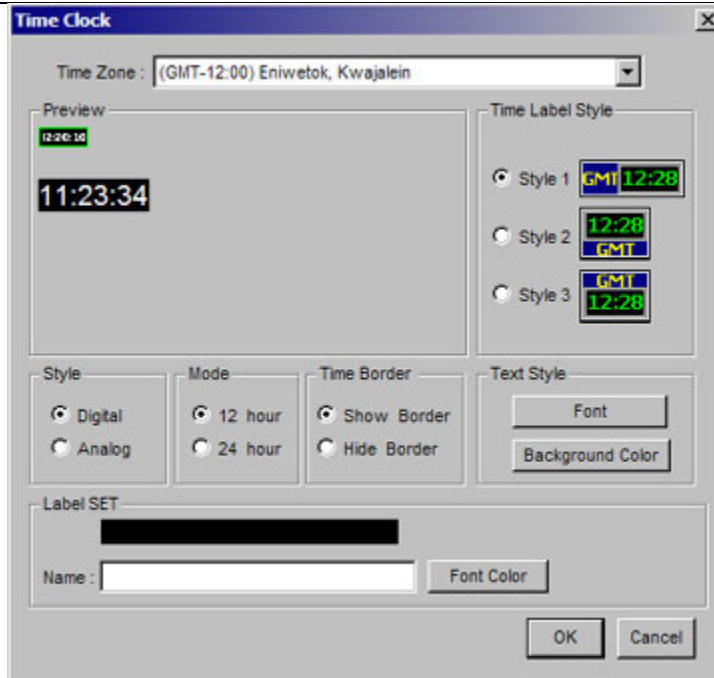 Time Clock
Time Zone : (GMT-12:00) Eniwetok, Kwajalein
Preview
12:20:10
11:23:34
Time Label Style
Style 1 GMT 12:28
Style 2 12:28
GMT
Style 3 GMT
12:28
Style
Digital
Analog
Mode
12 hour
24 hour
Time Border
Show Border
Hide Border
Text Style
Font
Background Color
Label SET
Name :
Font Color
OK
Cancel